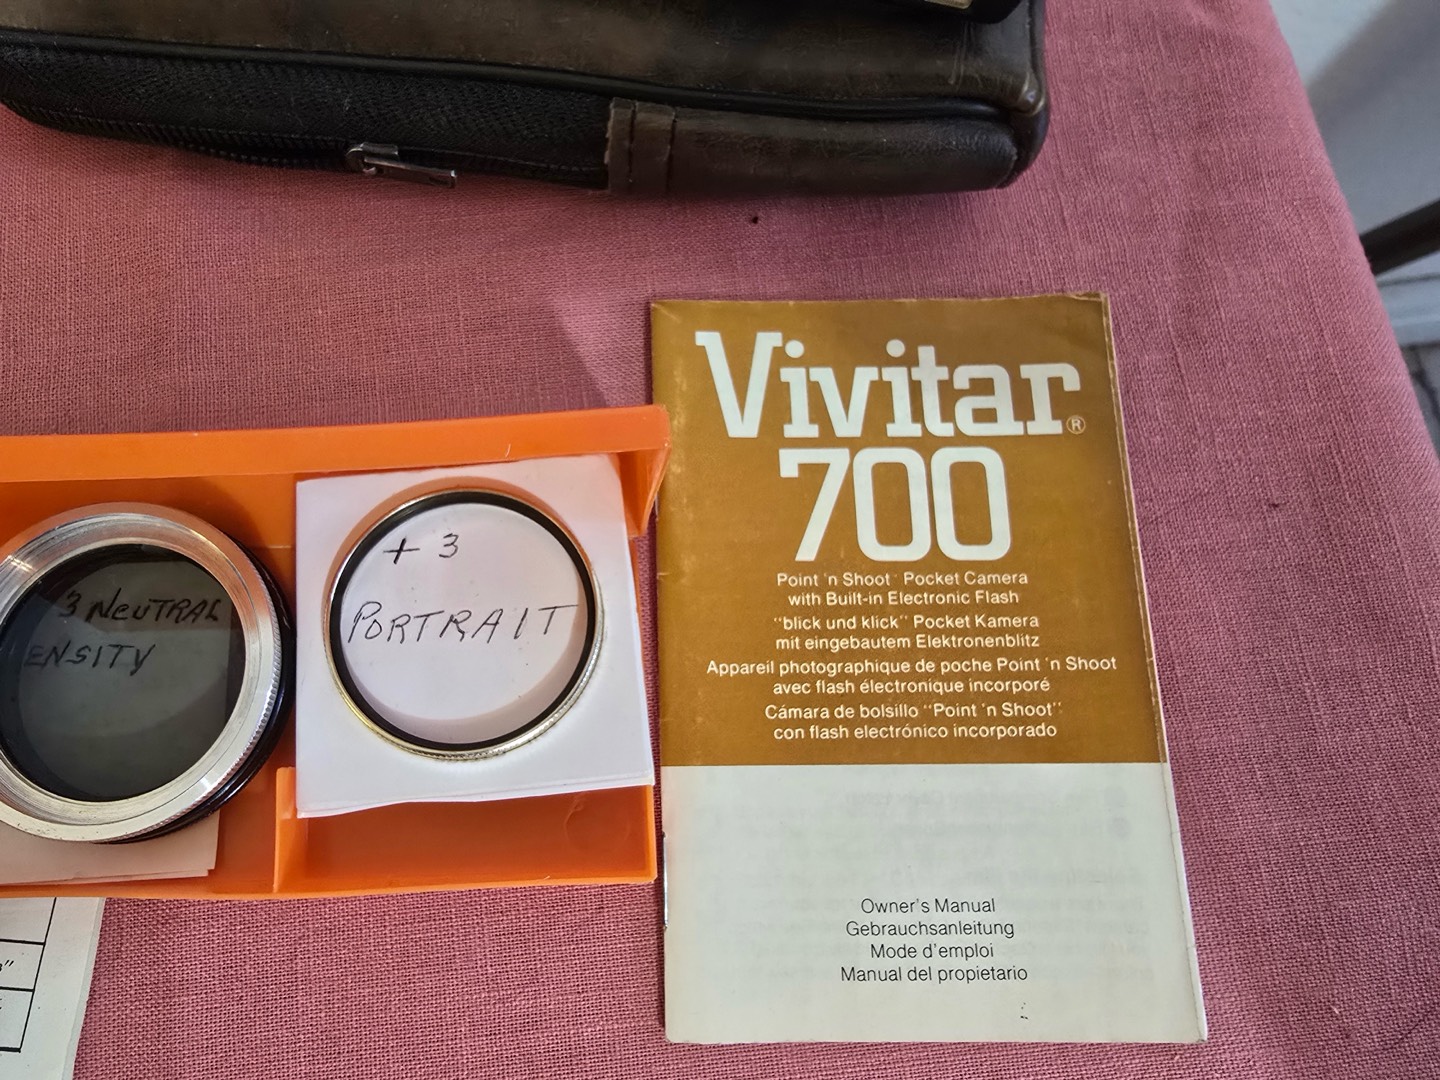 Vivitar®
700
Point 'n Shoot Pocket Camera
with Built-in Electronic Flash
"blick und klick" Pocket Kamera
mit eingebautem Elektronenblitz
Appareil photographique de poche Point 'n Shoot
avec flash électronique incorporé
Cámara de bolsillo "Point 'n Shoot"
con flash electrónico incorporado
Owner's Manual
Gebrauchsanleitung
Mode d'emploi
Manual del propietario
+3
PORTRAIT
3 NEUTRAL
ENSITY